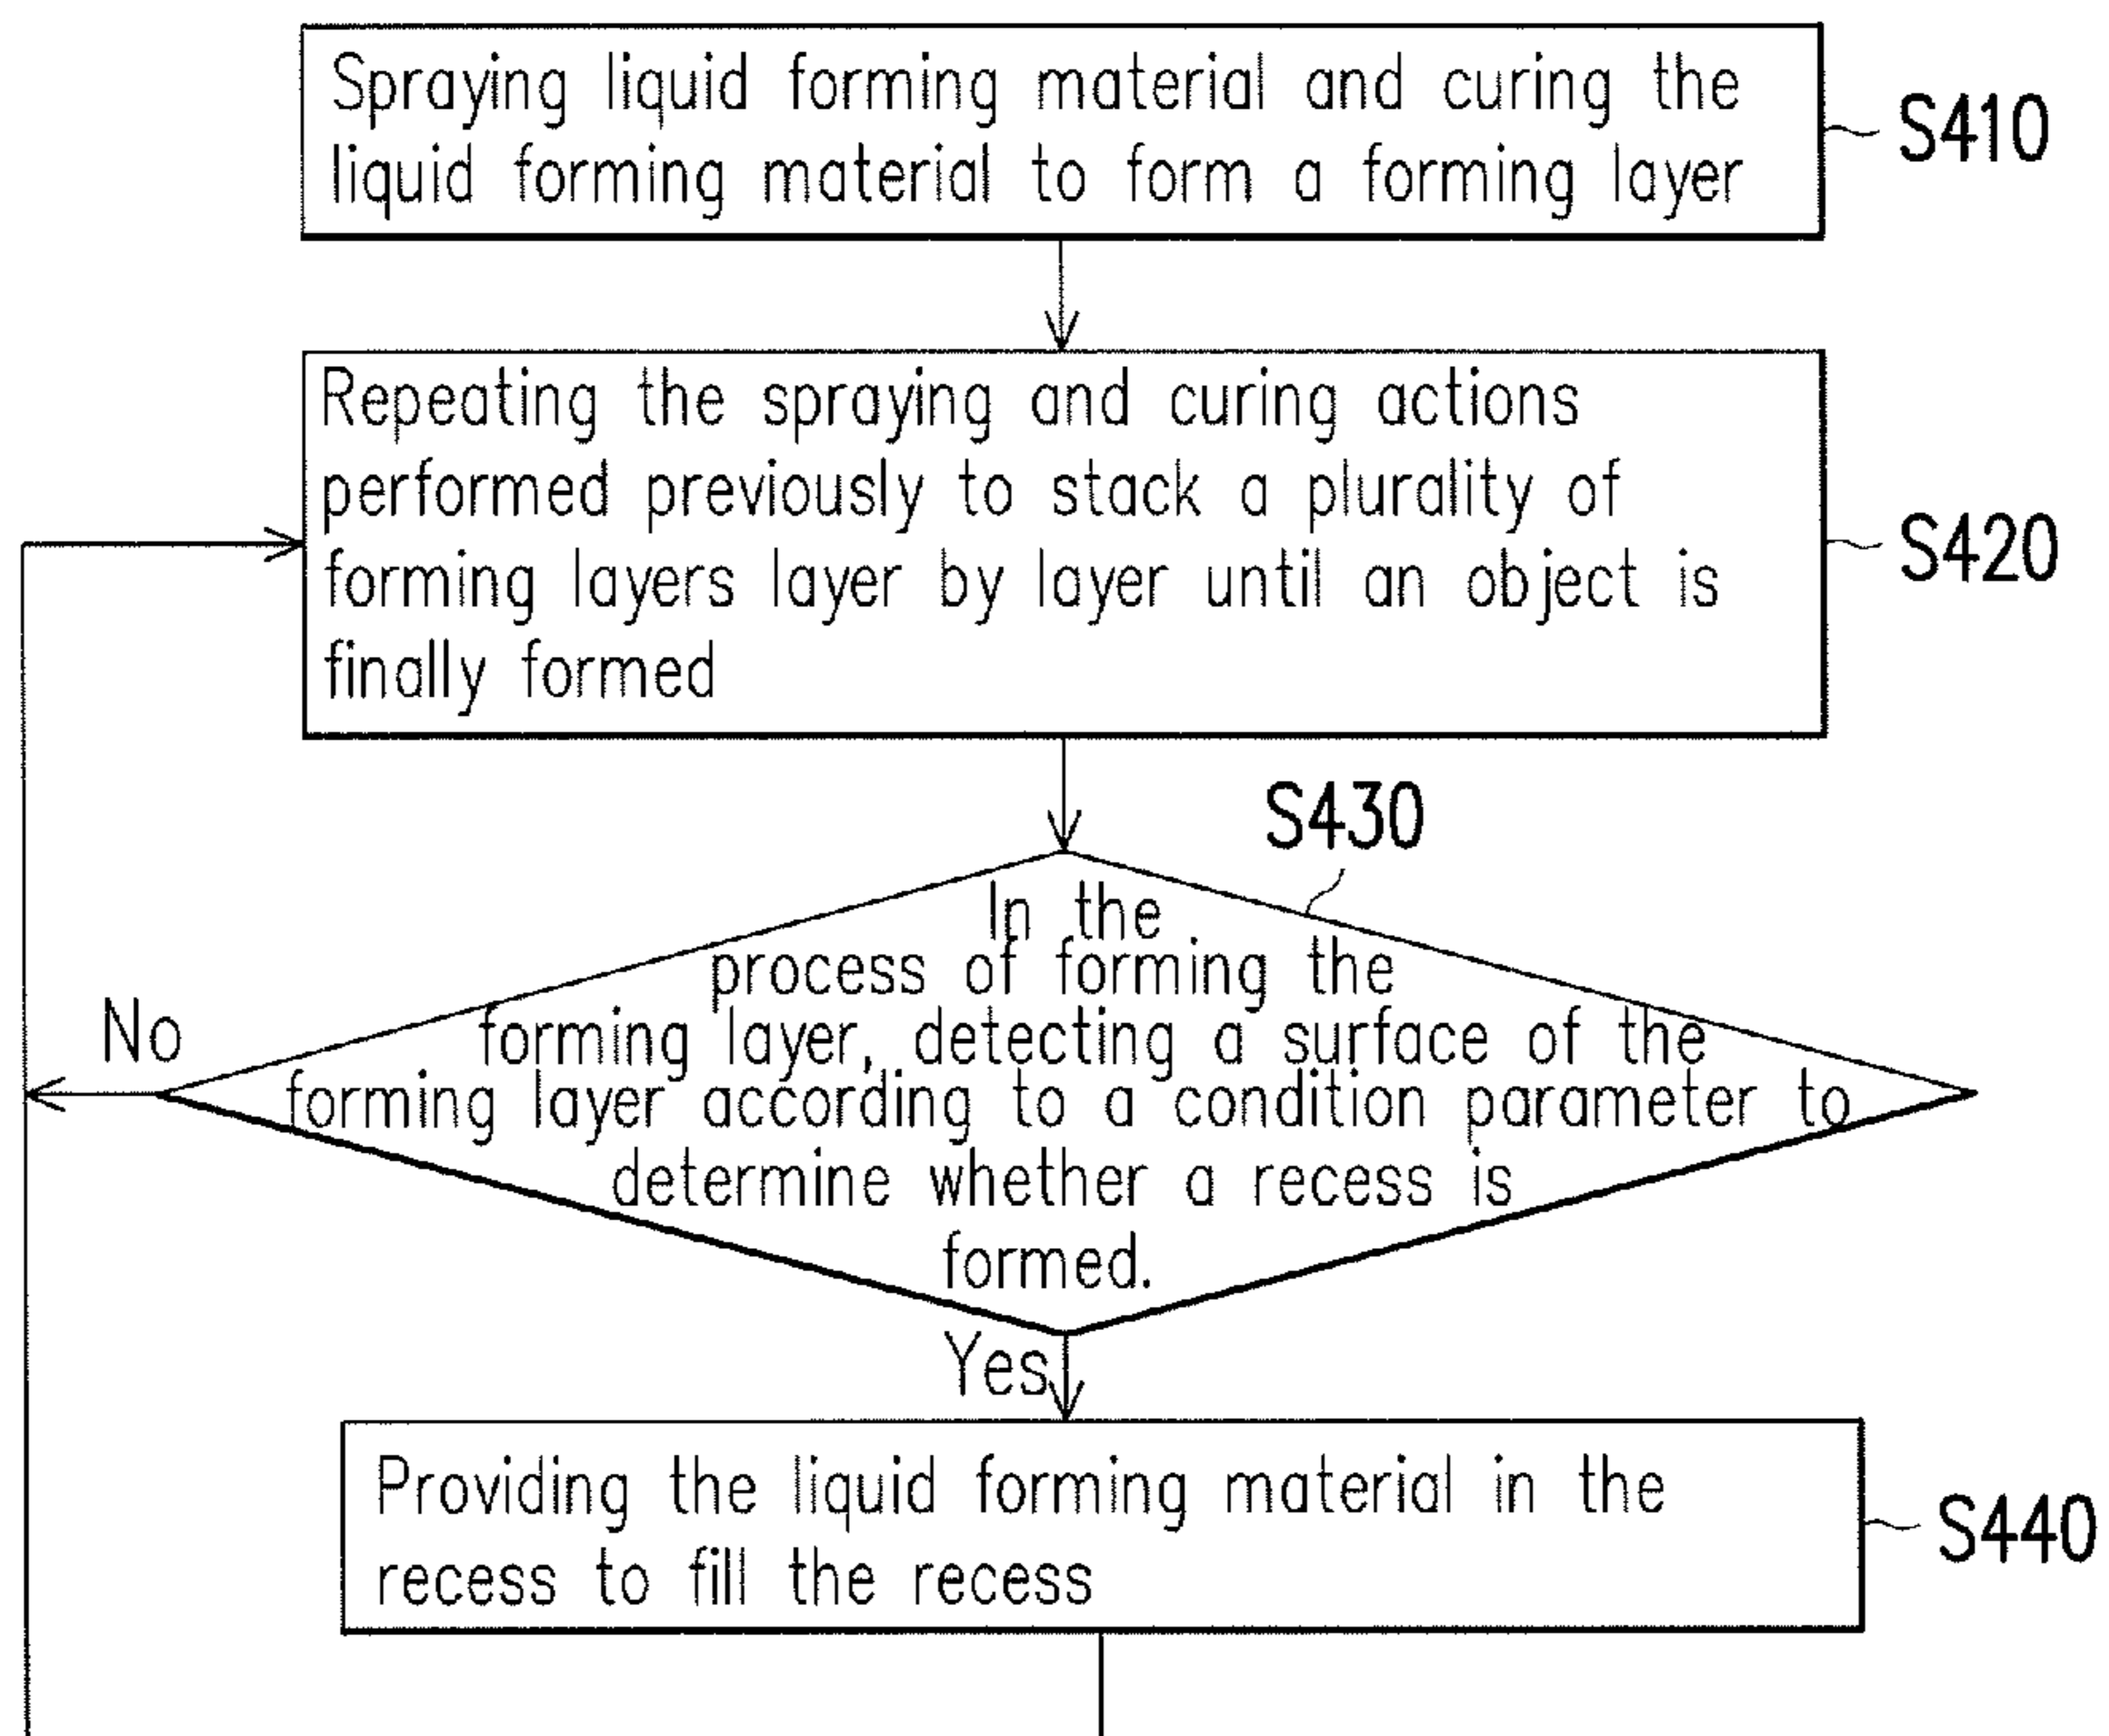 Spraying liquid forming material and curing the
liquid forming material to form a forming layer
S410
Repeating the spraying and curing actions
performed previously to stack a plurality of
forming layers layer by layer until an object is
finally formed
S420
S430
In the
process of forming the
forming layer, detecting a surface of the
forming layer according to a condition parameter to
determine whether a recess is
formed.
No
Yes
Providing the liquid forming material in the
recess to fill the recess
S440